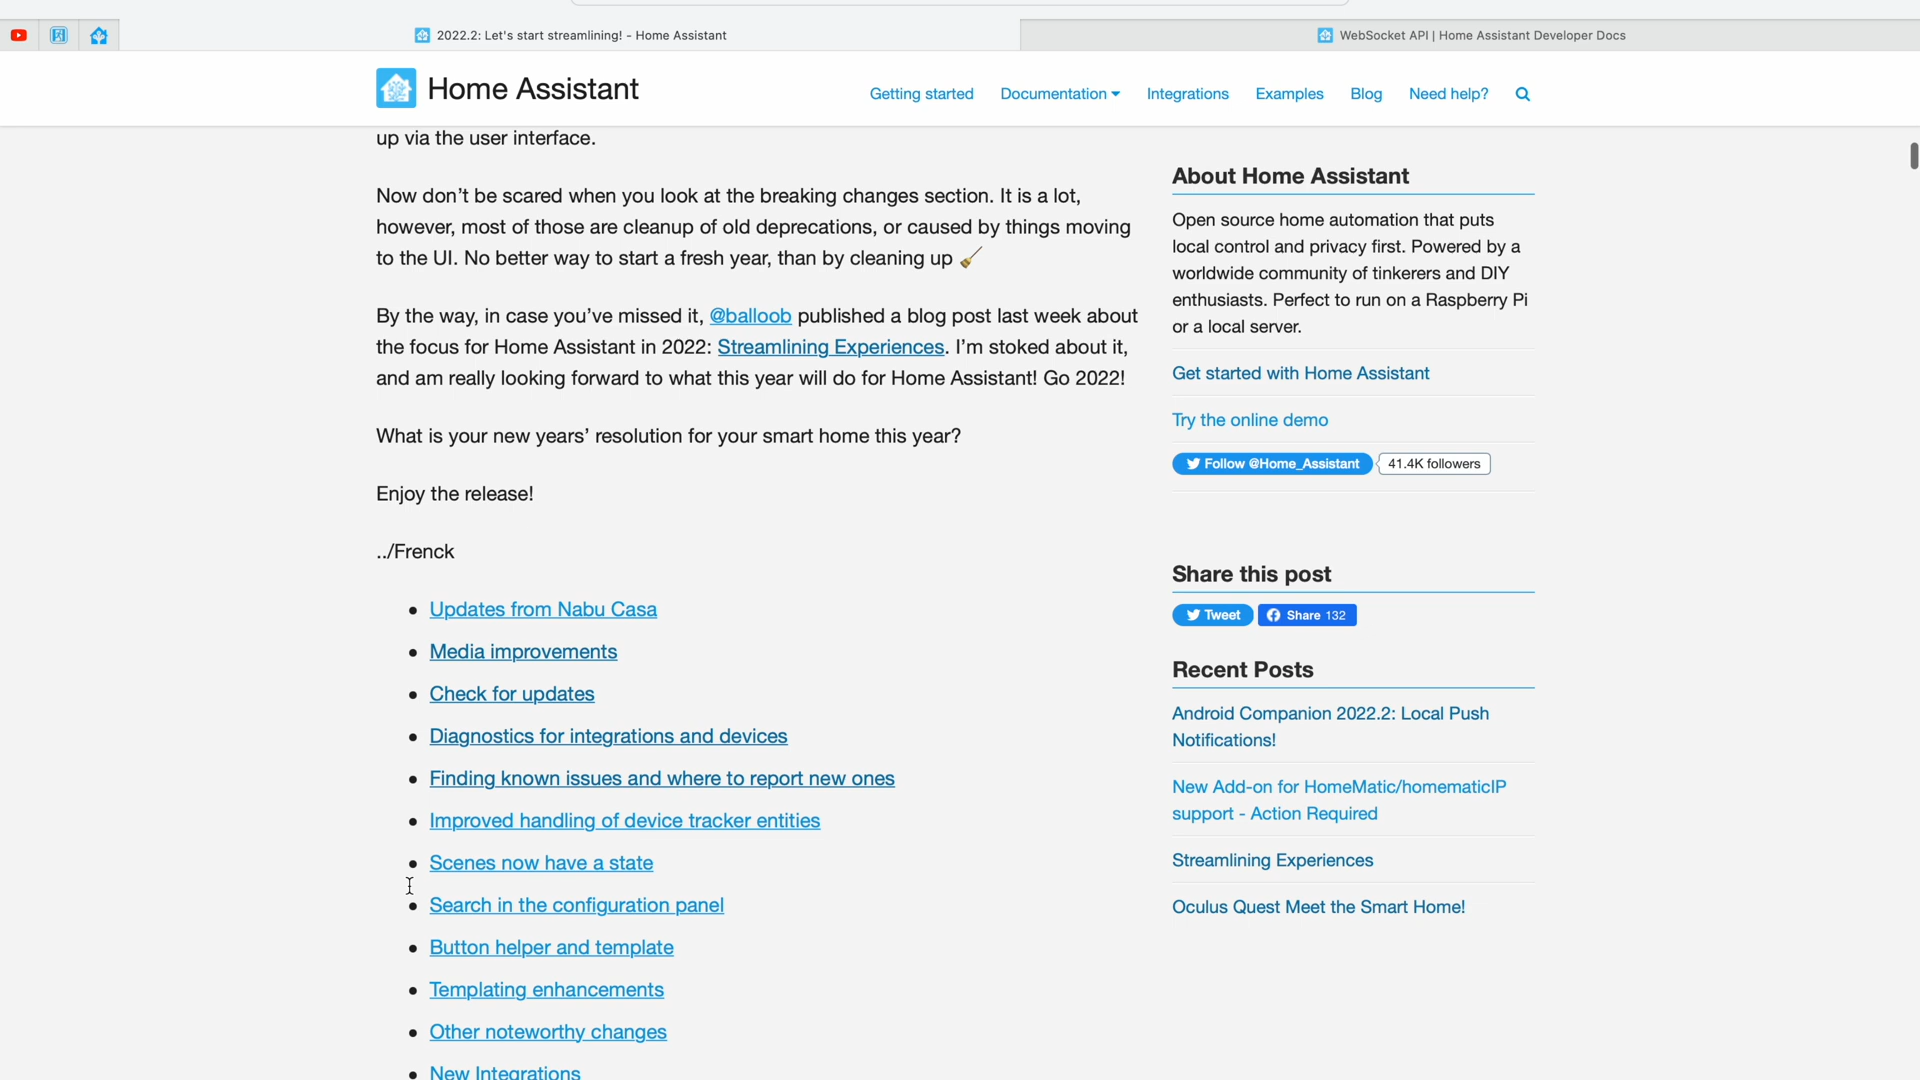 2022.2: Let's start streamlining! - Home Assistant
WebSocket API | Home Assistant Developer Docs
Home Assistant
Getting started
Documentation
Integrations
Examples
Blog
Need help?
up via the user interface.
Now don’t be scared when you look at the breaking changes section. It is a lot,
however, most of those are cleanup of old deprecations, or caused by things moving
to the UI. No better way to start a fresh year, than by cleaning up 🧹
By the way, in case you’ve missed it, @balloob published a blog post last week about
the focus for Home Assistant in 2022: Streamlining Experiences. I’m stoked about it,
and am really looking forward to what this year will do for Home Assistant! Go 2022!
What is your new years’ resolution for your smart home this year?
Enjoy the release!
../Frenck
Updates from Nabu Casa
Media improvements
Check for updates
Diagnostics for integrations and devices
Finding known issues and where to report new ones
Improved handling of device tracker entities
Scenes now have a state
Search in the configuration panel
Button helper and template
Templating enhancements
Other noteworthy changes
New Integrations
About Home Assistant
Open source home automation that puts
local control and privacy first. Powered by a
worldwide community of tinkerers and DIY
enthusiasts. Perfect to run on a Raspberry Pi
or a local server.
Get started with Home Assistant
Try the online demo
Follow @Home_Assistant
41.4K followers
Share this post
Tweet
Share 132
Recent Posts
Android Companion 2022.2: Local Push
Notifications!
New Add-on for HomeMatic/homematicIP
support - Action Required
Streamlining Experiences
Oculus Quest Meet the Smart Home!